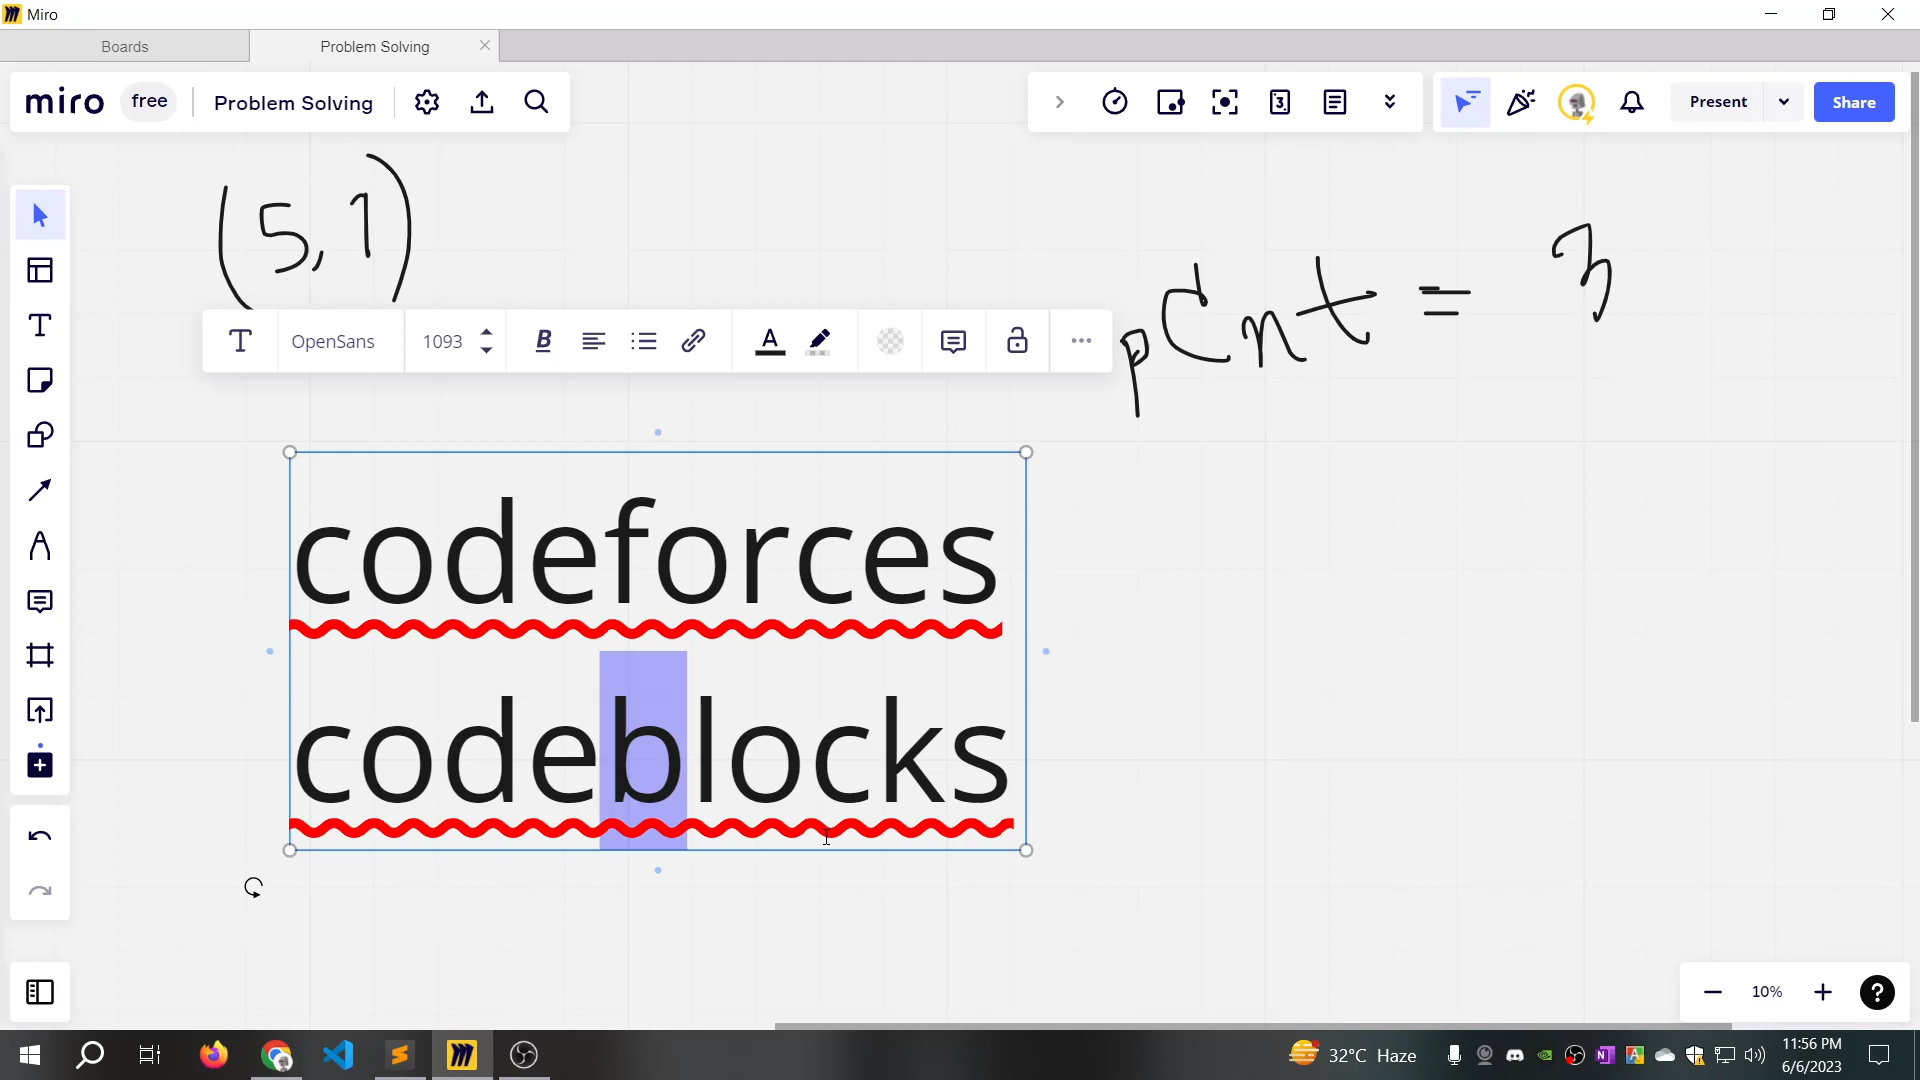 Miro
Boards
Problem Solving
miro
free
Problem Solving
3
Present
Share
(5, 1)
pCnt = 3
OpenSans
1093
B
A
codeforces
codeblocks
10%
?
32°C Haze
11:56 PM
6/6/2023